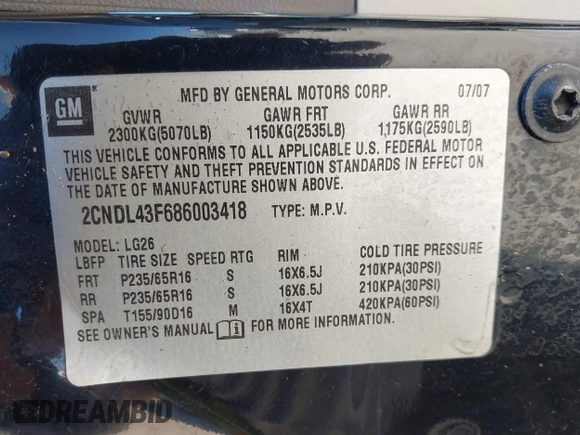 GM
MFD BY GENERAL MOTORS CORP. 07/07
GVWR GAWR FRT GAWR RR
2300KG(5070LB) 1150KG(2535LB) 1175KG(2590LB)
THIS VEHICLE CONFORMS TO ALL APPLICABLE U.S. FEDERAL MOTOR
VEHICLE SAFETY AND THEFT PREVENTION STANDARDS IN EFFECT ON
THE DATE OF MANUFACTURE SHOWN ABOVE.
2CNDL43F686003418 TYPE: M.P.V.
MODEL: LG26
LBFP TIRE SIZE SPEED RTG RIM COLD TIRE PRESSURE
FRT P235/65R16 S 16X6.5J 210KPA(30PSI)
RR P235/65R16 S 16X6.5J 210KPA(30PSI)
SPA T155/90D16 M 16X4T 420KPA(60PSI)
SEE OWNER'S MANUAL i FOR MORE INFORMATION.
DREAMBID